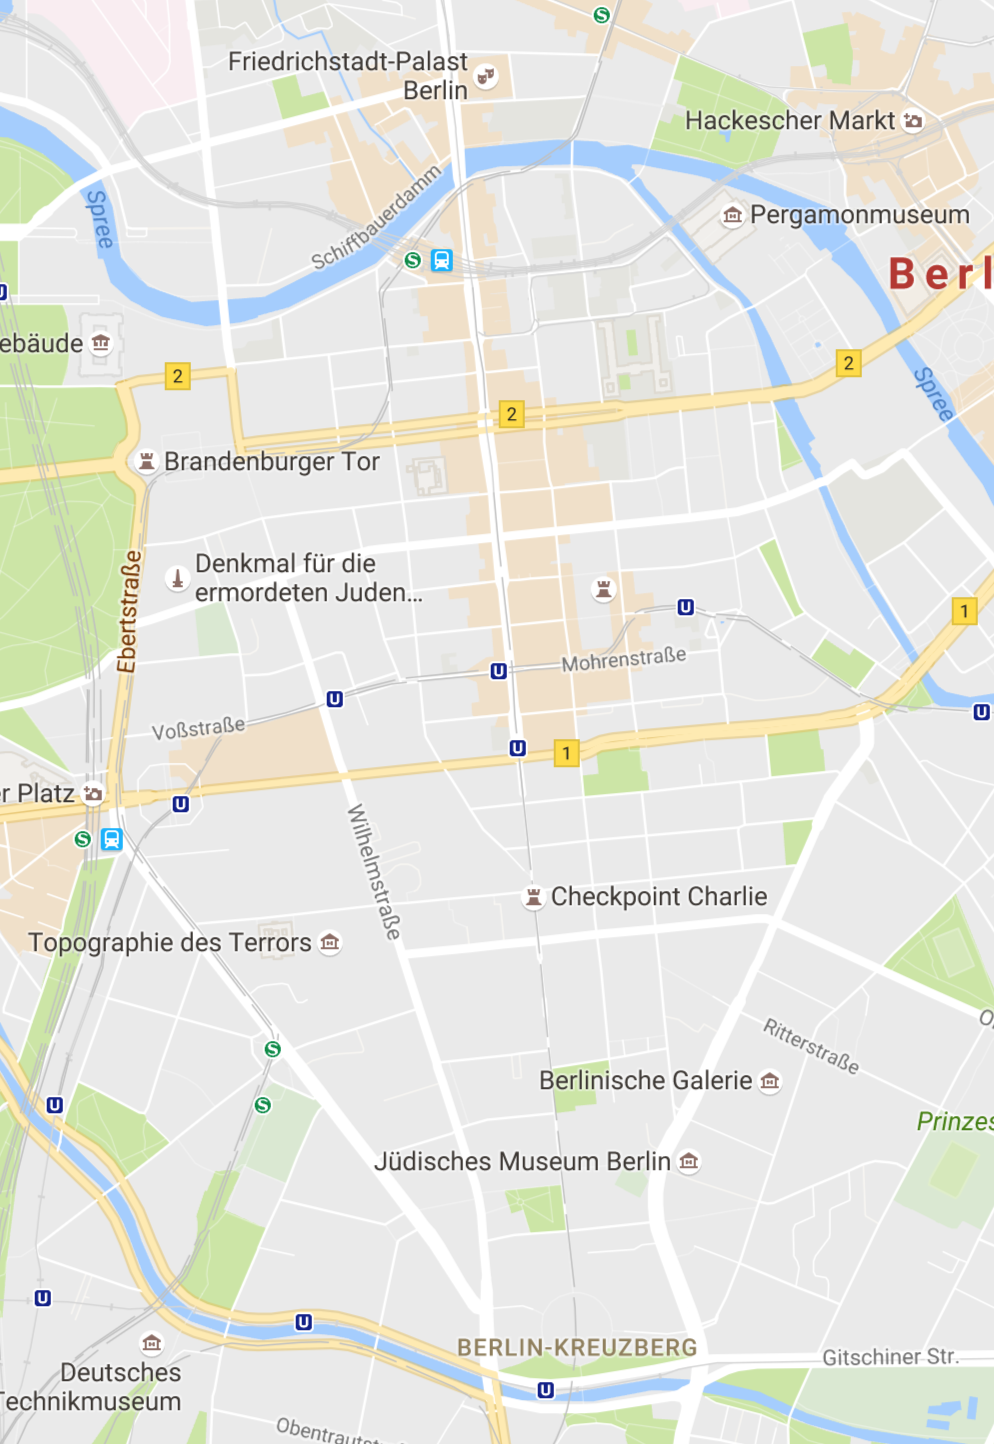 S
Friedrichstadt-Palast
Berlin
Hackescher Markt
Spree
Schiffbauerdamm
Pergamonmuseum
S
Berl
U
ebäude
2
2
2
Spree
Brandenburger Tor
Ebertstraße
Denkmal für die
ermordeten Juden...
1
U
Mohrenstraße
U
U
U
Voßstraße
U
1
r Platz
U
S
Wilhelmstraße
Checkpoint Charlie
Topographie des Terrors
O
Ritterstraße
S
Berlinische Galerie
U
S
Prinzes
Jüdisches Museum Berlin
U
U
BERLIN-KREUZBERG
Gitschiner Str.
Deutsches
Technikmuseum
U
Obentrautst